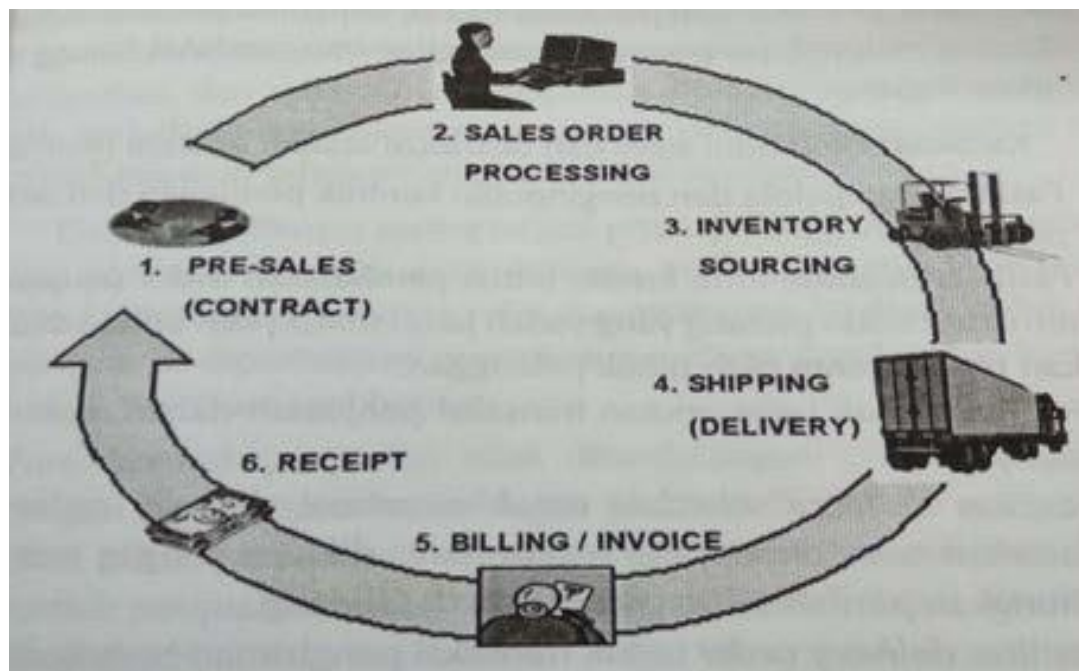 2. SALES ORDER
PROCESSING
3. INVENTORY
SOURCING
1. PRE-SALES
(CONTRACT)
4. SHIPPING
(DELIVERY)
6. RECEIPT
5. BILLING / INVOICE